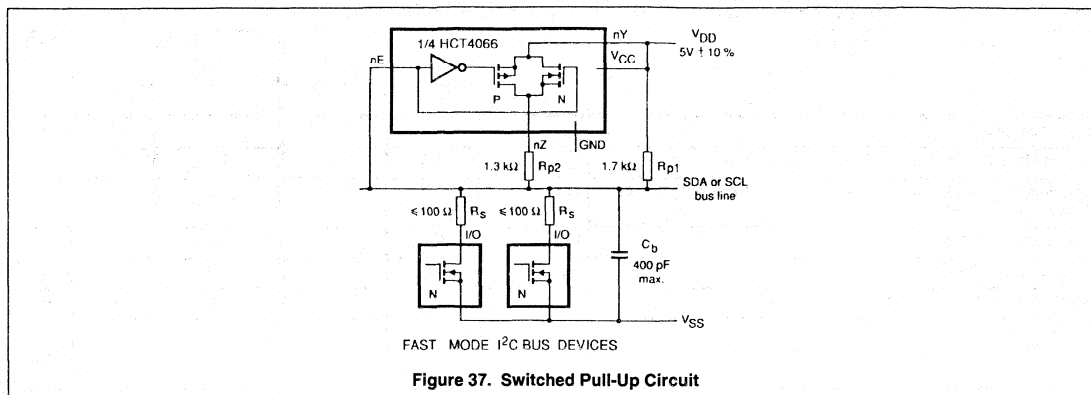 1/4 HCT4066
nY
V_DD
5V † 10 %
nE
V_CC
P
N
nZ
GND
1.3 kΩ R_p2
1.7 kΩ R_p1
SDA or SCL
bus line
⩽ 100 Ω R_s
⩽ 100 Ω R_s
I/O
I/O
C_b
400 pF
max.
N
N
V_SS
FAST MODE I²C BUS DEVICES
Figure 37. Switched Pull-Up Circuit